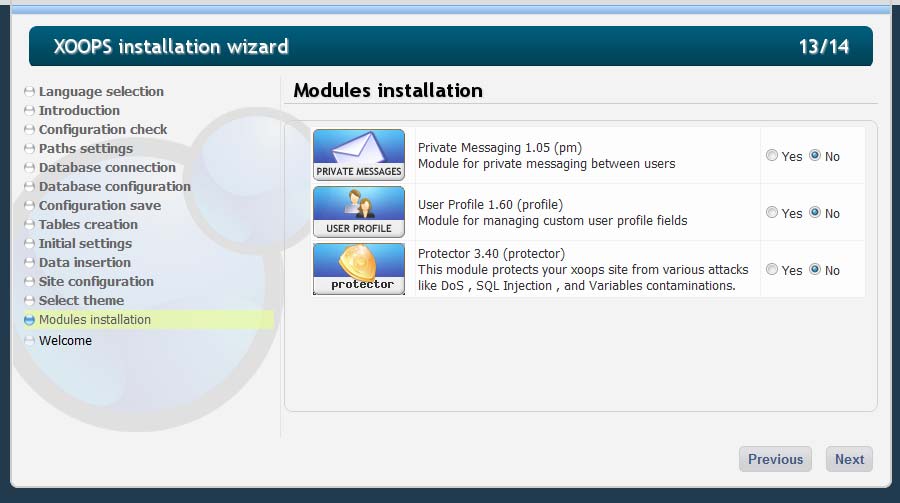 XOOPS installation wizard 13/14
Language selection
Introduction
Configuration check
Paths settings
Database connection
Database configuration
Configuration save
Tables creation
Initial settings
Data insertion
Site configuration
Select theme
Modules installation
Welcome
Modules installation
PRIVATE MESSAGES
Private Messaging 1.05 (pm)
Module for private messaging between users
Yes No
USER PROFILE
User Profile 1.60 (profile)
Module for managing custom user profile fields
Yes No
protector
Protector 3.40 (protector)
This module protects your xoops site from various attacks
like DoS , SQL Injection , and Variables contaminations.
Yes No
Previous Next